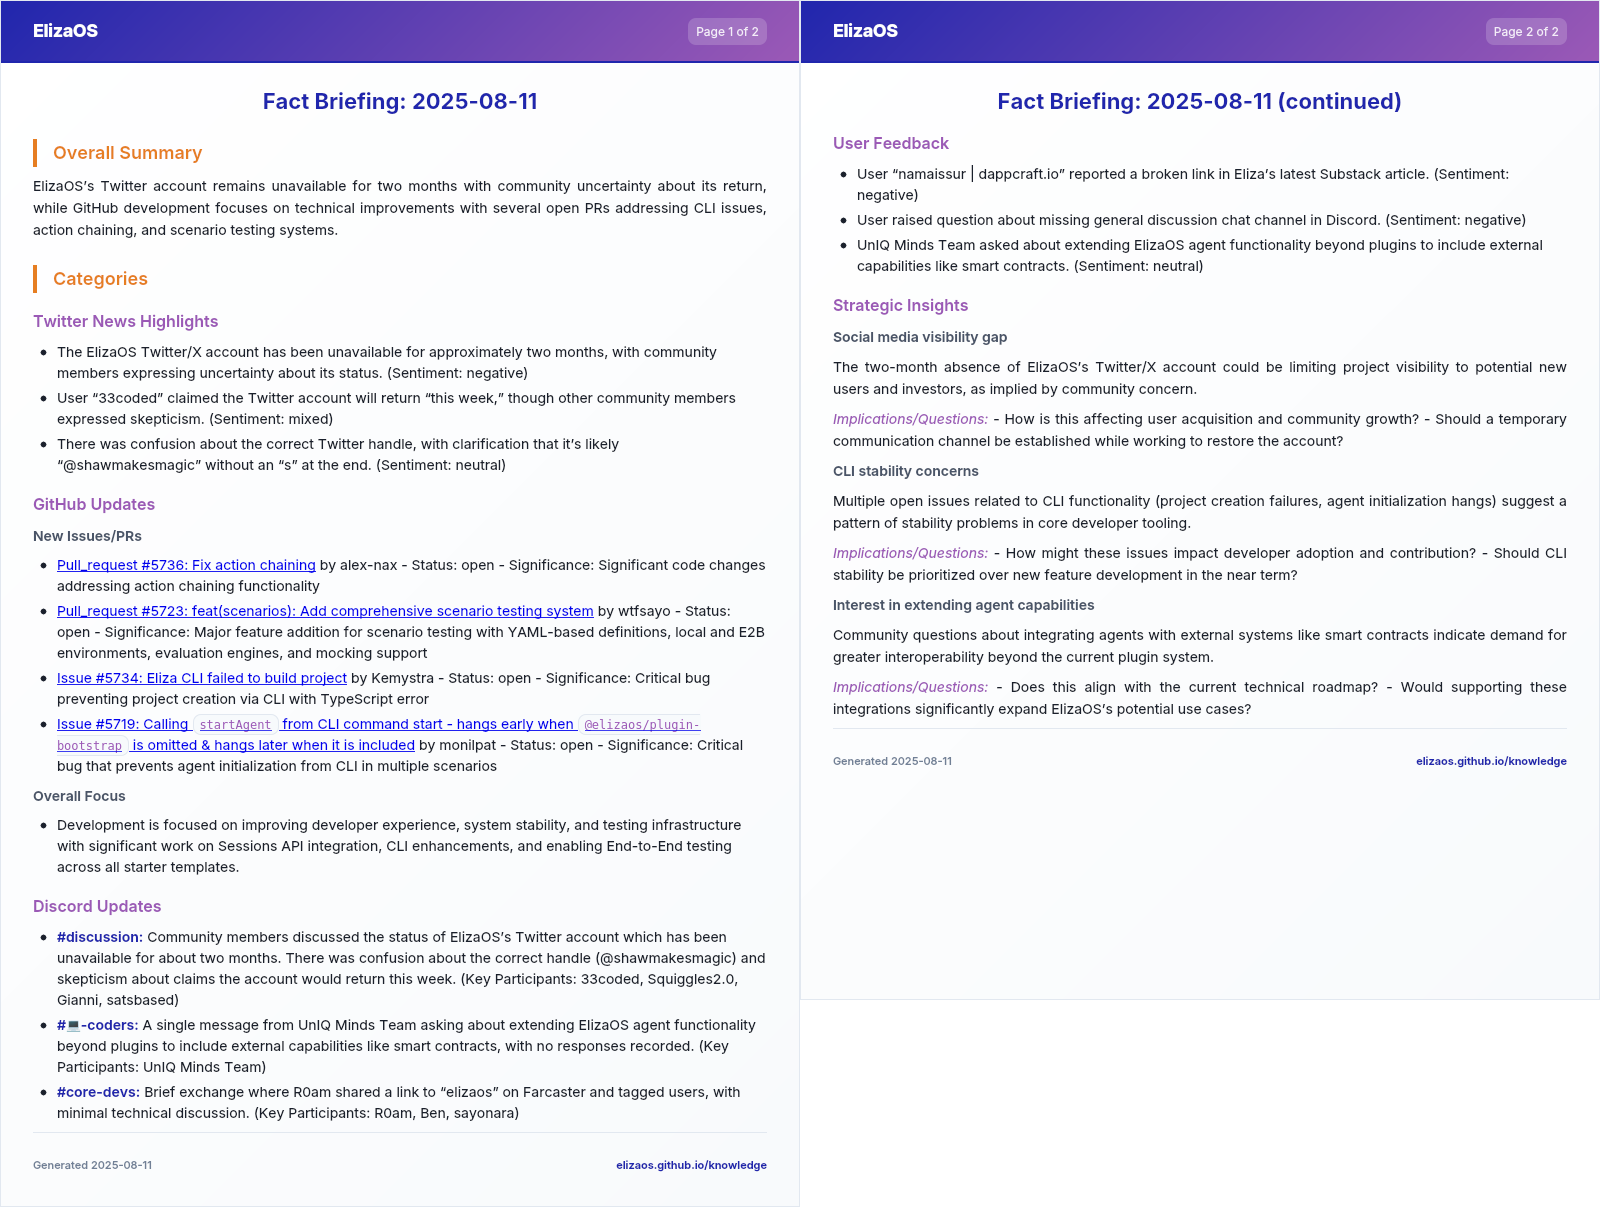 ElizaOS
Page 1 of 2
Fact Briefing: 2025-08-11
Overall Summary
ElizaOS’s Twitter account remains unavailable for two months with community uncertainty about its return,
while GitHub development focuses on technical improvements with several open PRs addressing CLI issues,
action chaining, and scenario testing systems.
Categories
Twitter News Highlights
• The ElizaOS Twitter/X account has been unavailable for approximately two months, with community
members expressing uncertainty about its status. (Sentiment: negative)
• User “33coded” claimed the Twitter account will return “this week,” though other community members
expressed skepticism. (Sentiment: mixed)
• There was confusion about the correct Twitter handle, with clarification that it’s likely
“@shawmakesmagic” without an “s” at the end. (Sentiment: neutral)
GitHub Updates
New Issues/PRs
• Pull_request #5736: Fix action chaining by alex-nax - Status: open - Significance: Significant code changes
addressing action chaining functionality
• Pull_request #5723: feat(scenarios): Add comprehensive scenario testing system by wtfsayo - Status:
open - Significance: Major feature addition for scenario testing with YAML-based definitions, local and E2B
environments, evaluation engines, and mocking support
• Issue #5734: Eliza CLI failed to build project by Kemystra - Status: open - Significance: Critical bug
preventing project creation via CLI with TypeScript error
• Issue #5719: Calling startAgent from CLI command start - hangs early when @elizaos/plugin-
bootstrap is omitted & hangs later when it is included by monilpat - Status: open - Significance: Critical
bug that prevents agent initialization from CLI in multiple scenarios
Overall Focus
• Development is focused on improving developer experience, system stability, and testing infrastructure
with significant work on Sessions API integration, CLI enhancements, and enabling End-to-End testing
across all starter templates.
Discord Updates
• #discussion: Community members discussed the status of ElizaOS’s Twitter account which has been
unavailable for about two months. There was confusion about the correct handle (@shawmakesmagic) and
skepticism about claims the account would return this week. (Key Participants: 33coded, Squiggles2.0,
Gianni, satsbased)
• #💻-coders: A single message from UnIQ Minds Team asking about extending ElizaOS agent functionality
beyond plugins to include external capabilities like smart contracts, with no responses recorded. (Key
Participants: UnIQ Minds Team)
• #core-devs: Brief exchange where R0am shared a link to “elizaos” on Farcaster and tagged users, with
minimal technical discussion. (Key Participants: R0am, Ben, sayonara)
Generated 2025-08-11
elizaos.github.io/knowledge
ElizaOS
Page 2 of 2
Fact Briefing: 2025-08-11 (continued)
User Feedback
• User “namaissur | dappcraft.io” reported a broken link in Eliza’s latest Substack article. (Sentiment:
negative)
• User raised question about missing general discussion chat channel in Discord. (Sentiment: negative)
• UnIQ Minds Team asked about extending ElizaOS agent functionality beyond plugins to include external
capabilities like smart contracts. (Sentiment: neutral)
Strategic Insights
Social media visibility gap
The two-month absence of ElizaOS’s Twitter/X account could be limiting project visibility to potential new
users and investors, as implied by community concern.
Implications/Questions: - How is this affecting user acquisition and community growth? - Should a temporary
communication channel be established while working to restore the account?
CLI stability concerns
Multiple open issues related to CLI functionality (project creation failures, agent initialization hangs) suggest a
pattern of stability problems in core developer tooling.
Implications/Questions: - How might these issues impact developer adoption and contribution? - Should CLI
stability be prioritized over new feature development in the near term?
Interest in extending agent capabilities
Community questions about integrating agents with external systems like smart contracts indicate demand for
greater interoperability beyond the current plugin system.
Implications/Questions: - Does this align with the current technical roadmap? - Would supporting these
integrations significantly expand ElizaOS’s potential use cases?
Generated 2025-08-11
elizaos.github.io/knowledge